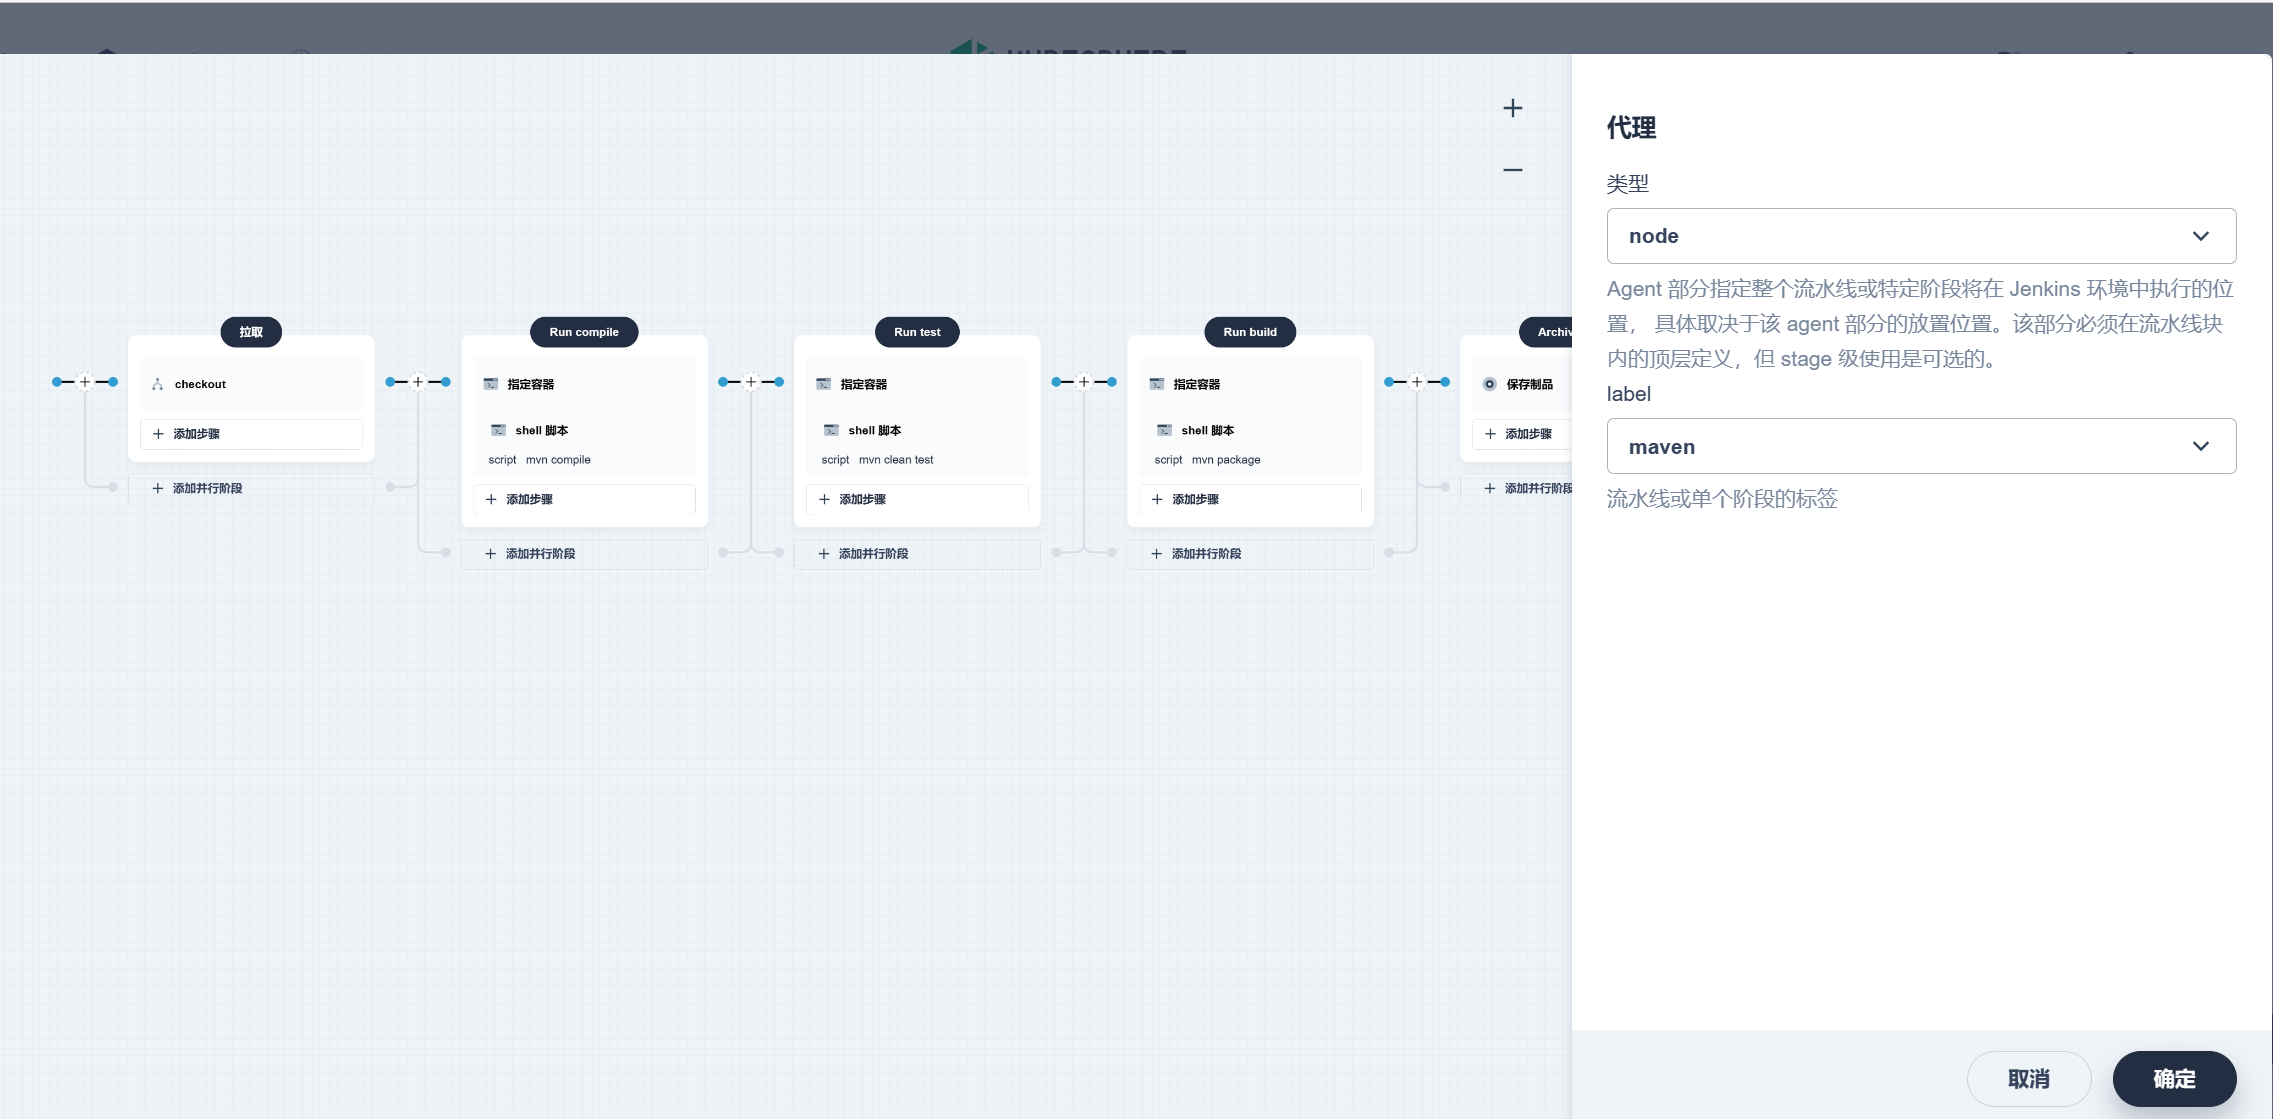 拉取
checkout
添加步骤
添加并行阶段
Run compile
指定容器
shell 脚本
script mvn compile
添加步骤
添加并行阶段
Run test
指定容器
shell 脚本
script mvn clean test
添加步骤
添加并行阶段
Run build
指定容器
shell 脚本
script mvn package
添加步骤
添加并行阶段
保存制品
添加步骤
添加并行阶段
代理
类型
node
Agent 部分指定整个流水线或特定阶段将在 Jenkins 环境中执行的位
置， 具体取决于该 agent 部分的放置位置。该部分必须在流水线块
内的顶层定义，但 stage 级使用是可选的。
label
maven
流水线或单个阶段的标签
取消
确定